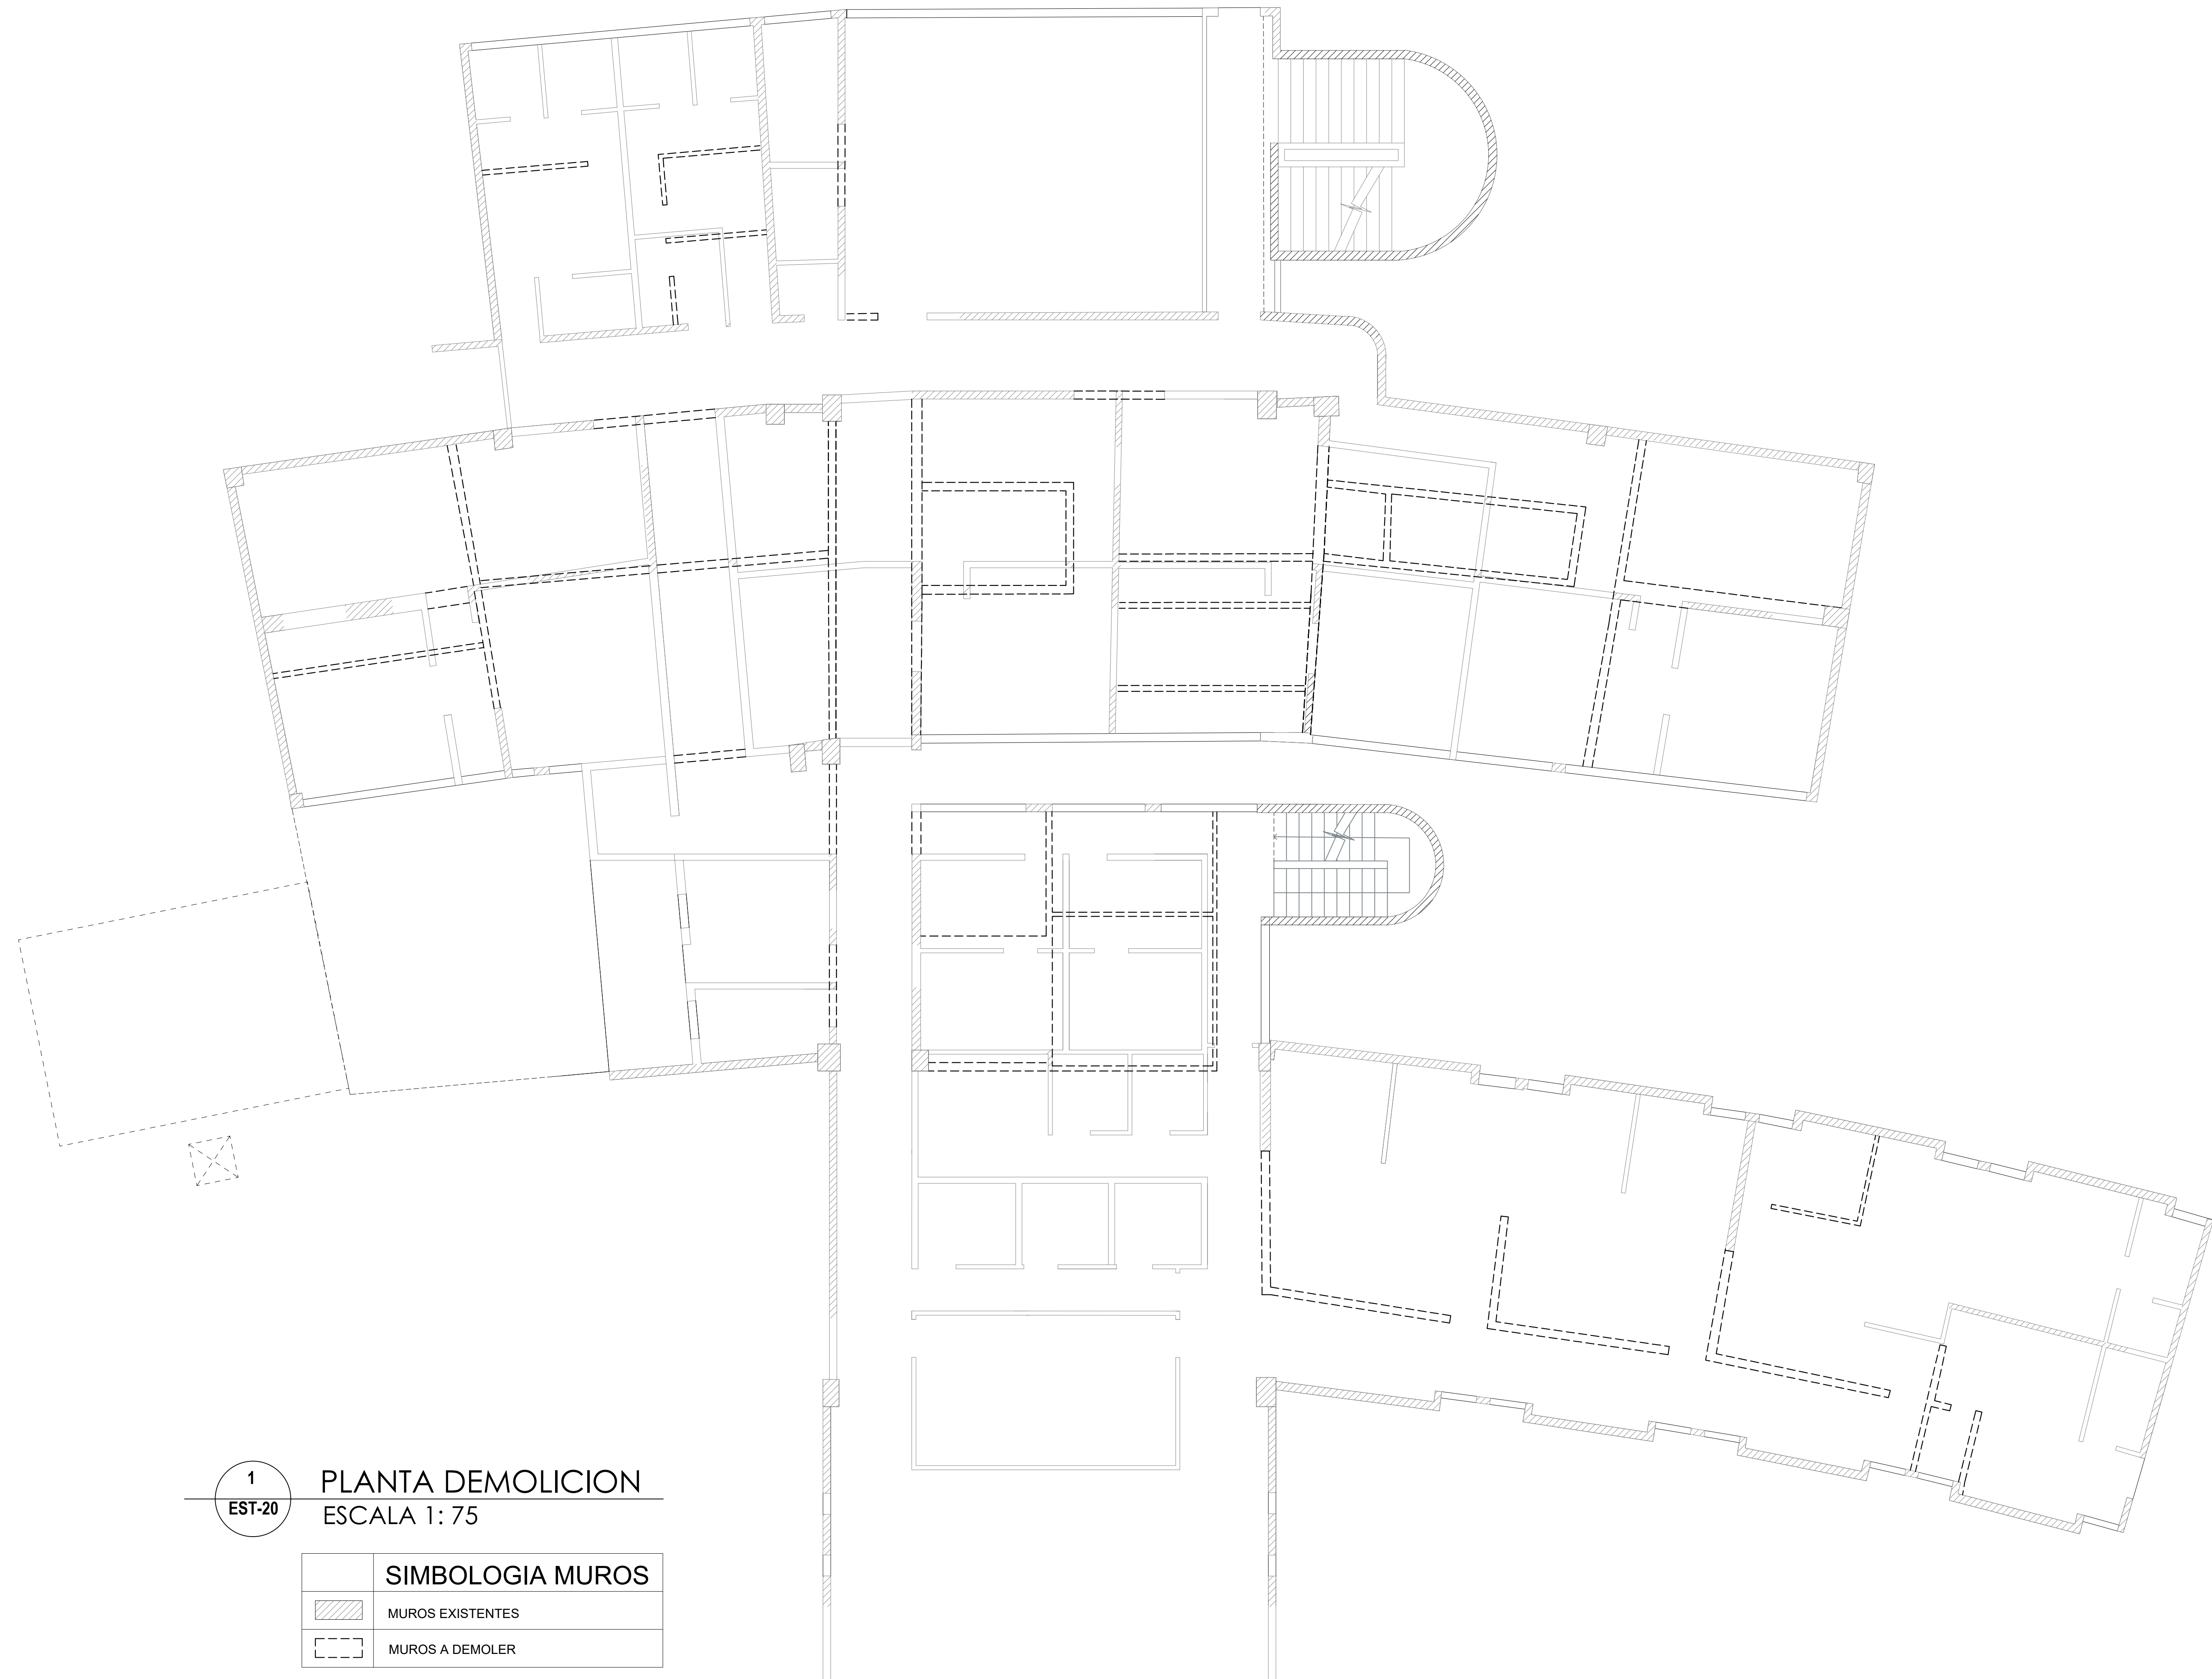 1
EST-20
PLANTA DEMOLICION
ESCALA 1: 75
SIMBOLOGIA MUROS
MUROS EXISTENTES
MUROS A DEMOLER